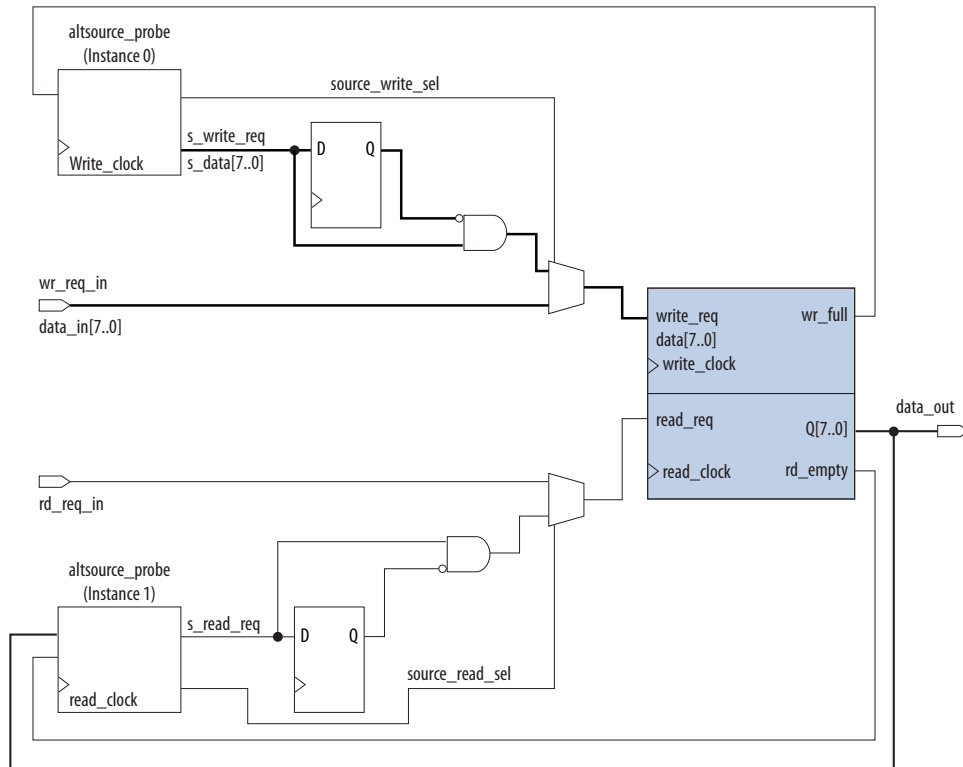 altsource_probe
(Instance 0)
source_write_sel
s_write_req
D Q
Write_clock
s_data[7..0]
wr_req_in
data_in[7..0]
write_req
wr_full
data[7..0]
write_clock
data_out
read_req
Q[7..0]
read_clock
rd_empty
rd_req_in
altsource_probe
(Instance 1)
s_read_req
D Q
source_read_sel
read_clock